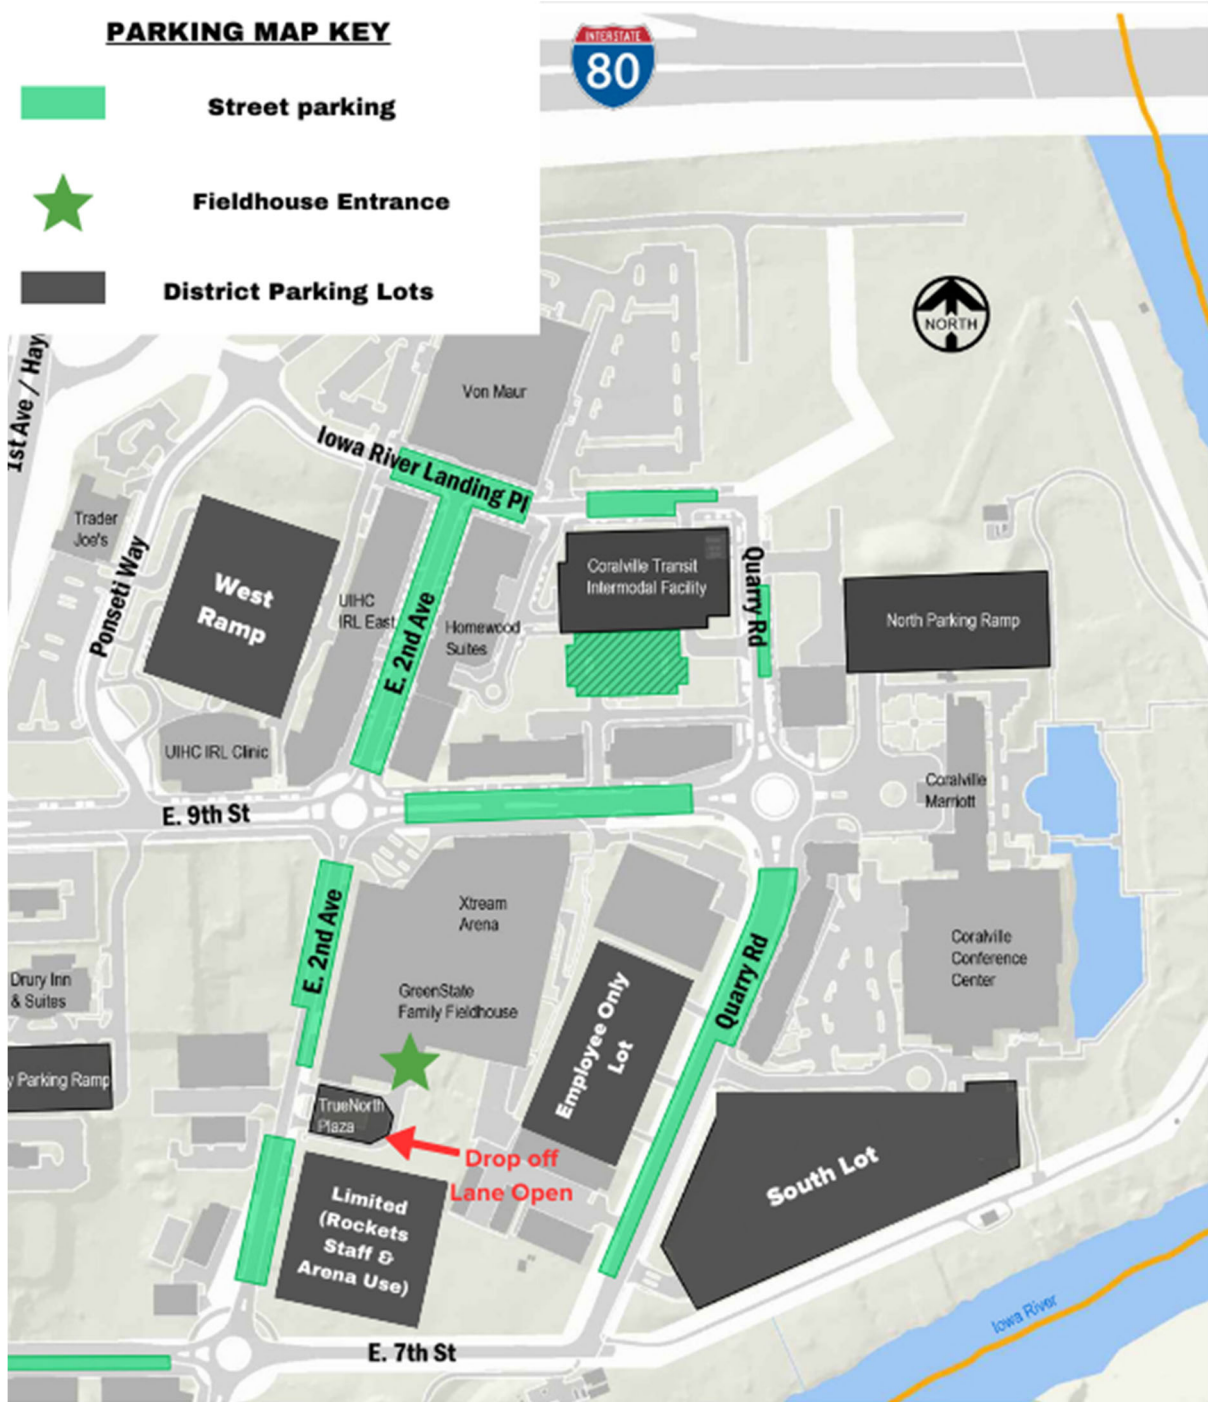 PARKING MAP KEY
Street parking
Fieldhouse Entrance
District Parking Lots
INTERSTATE
80
NORTH
1st Ave / Hay
Von Maur
Iowa River Landing Pl
Trader
Joe's
Ponseti Way
West
Ramp
UIHC
IRL East
E. 2nd Ave
Homewood
Suites
Coralville Transit
Intermodal Facility
Quarry Rd
North Parking Ramp
UIHC IRL Clinic
E. 9th St
Coralville
Marriott
E. 2nd Ave
Xtream
Arena
Drury Inn
& Suites
GreenState
Family Fieldhouse
Employee Only
Lot
Quarry Rd
Coralville
Conference
Center
y Parking Ramp
TrueNorth
Plaza
Drop off
Lane Open
Limited
(Rockets
Staff &
Arena Use)
South Lot
Iowa River
E. 7th St